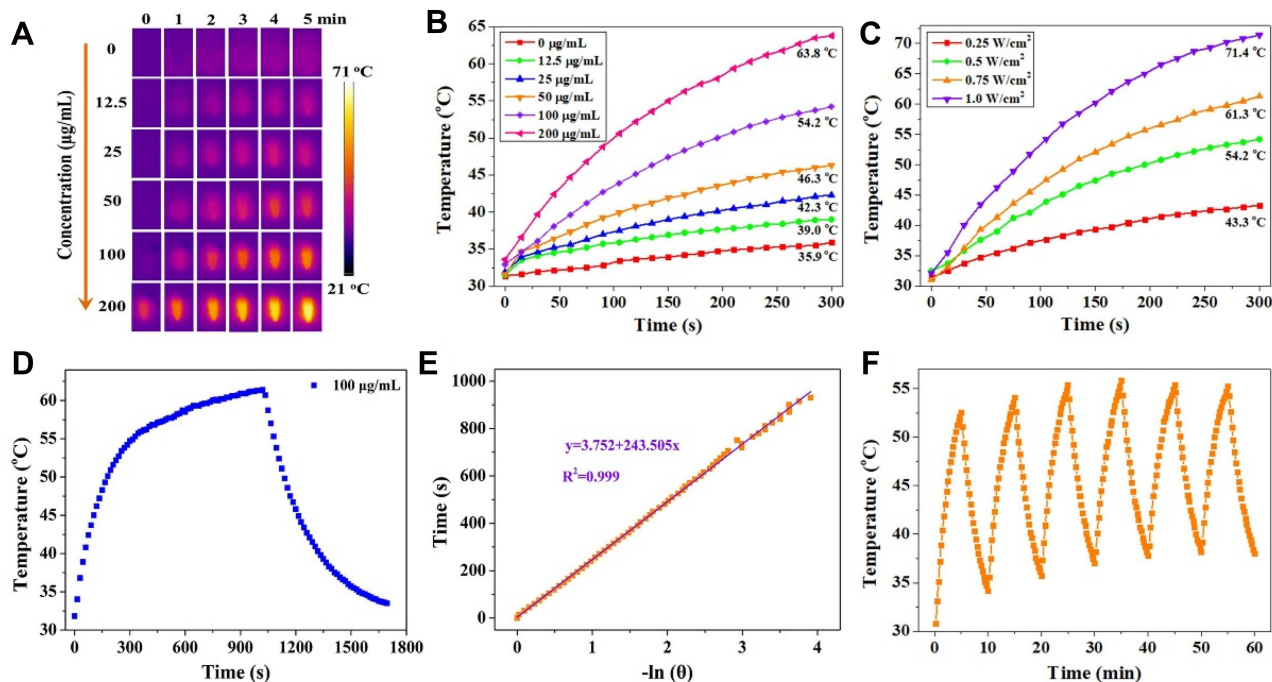 A
0 1 2 3 4 5 min
Concentration (µg/mL)
0
12.5
25
50
100
200
71 °C
21 °C
B
Temperature (°C)
65
60
55
50
45
40
35
30
0 µg/mL
12.5 µg/mL
25 µg/mL
50 µg/mL
100 µg/mL
200 µg/mL
63.8 °C
54.2 °C
46.3 °C
42.3 °C
39.0 °C
35.9 °C
0 50 100 150 200 250 300
Time (s)
C
Temperature (°C)
70
65
60
55
50
45
40
35
30
0.25 W/cm²
0.5 W/cm²
0.75 W/cm²
1.0 W/cm²
71.4 °C
61.3 °C
54.2 °C
43.3 °C
0 50 100 150 200 250 300
Time (s)
D
Temperature (°C)
60
55
50
45
40
35
30
100 µg/mL
0 300 600 900 1200 1500 1800
Time (s)
E
Time (s)
1000
800
600
400
200
0
y=3.752+243.505x
R²=0.999
0 1 2 3 4
-ln (θ)
F
Temperature (°C)
55
50
45
40
35
30
0 10 20 30 40 50 60
Time (min)